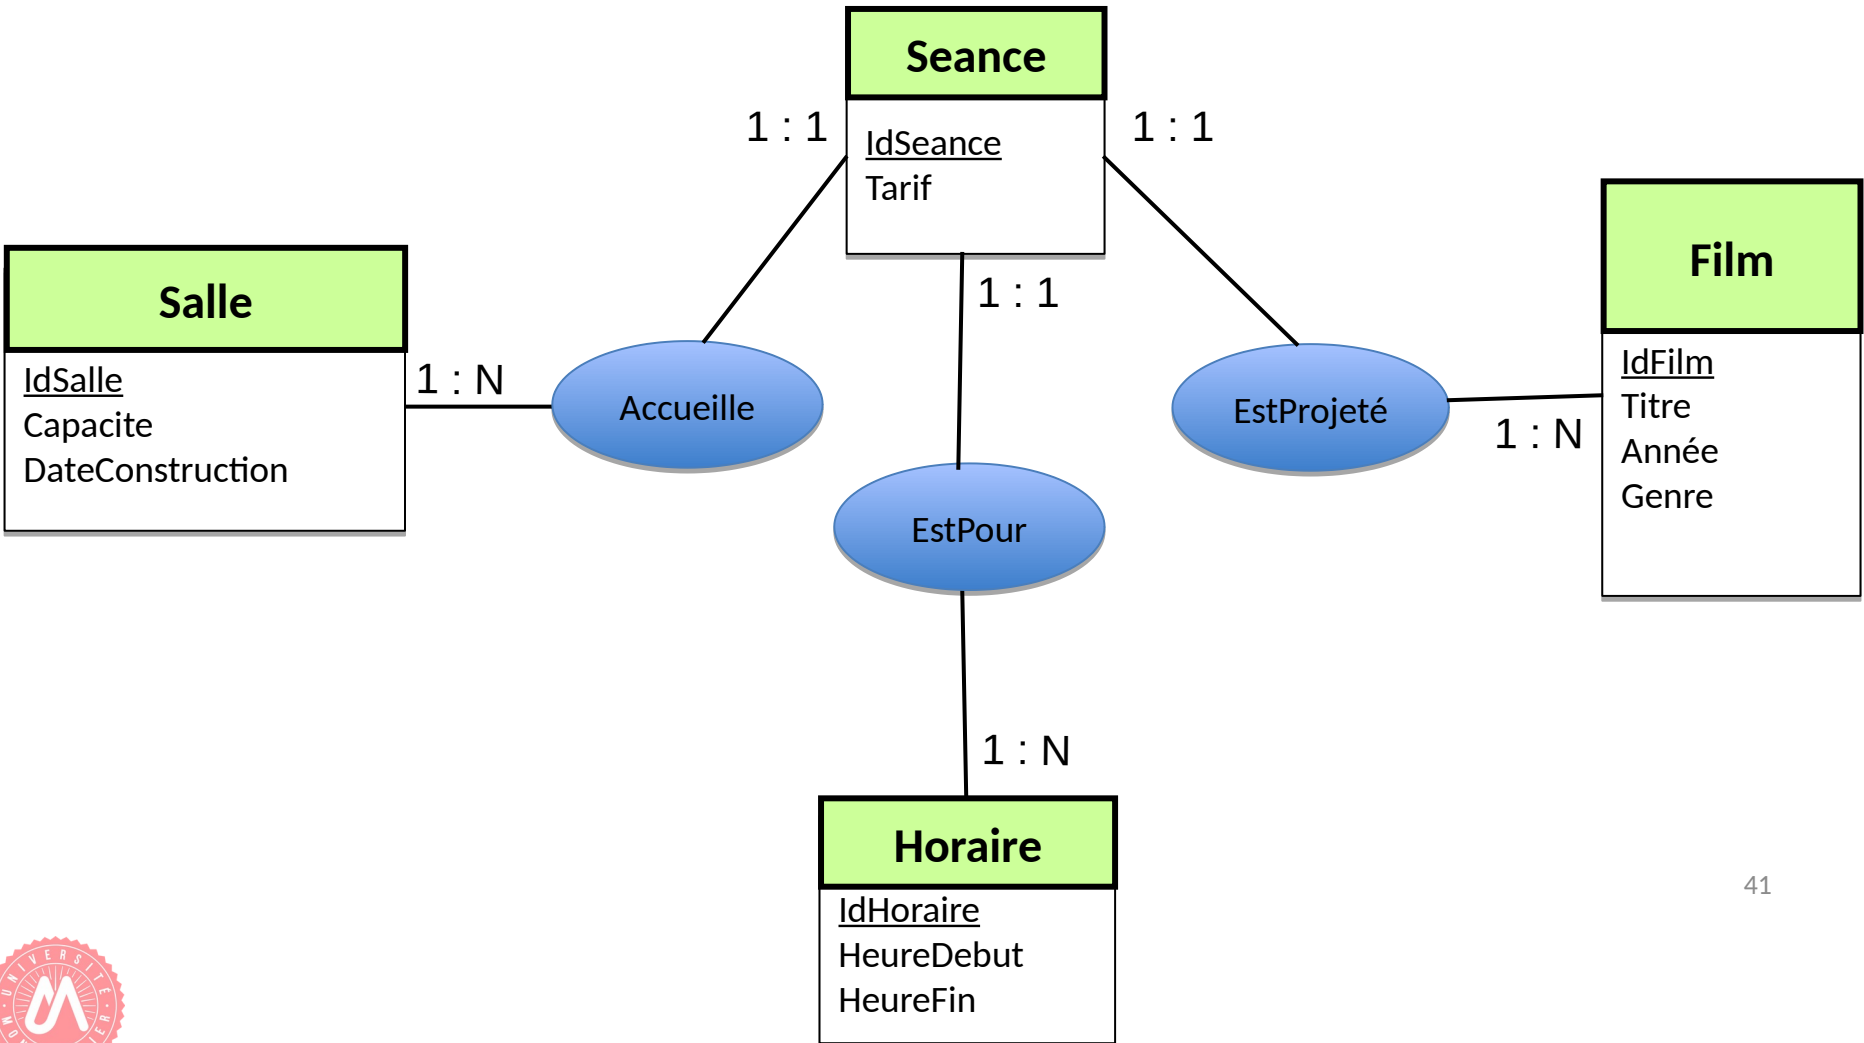 Seance
1 : 1
1 : 1
IdSeance
Tarif
1 : 1
Salle
IdSalle
Capacite
DateConstruction
1 : N
Accueille
EstPour
EstProjeté
1 : N
Film
IdFilm
Titre
Année
Genre
1 : N
Horaire
IdHoraire
HeureDebut
HeureFin
41
UNIVERSITÉ